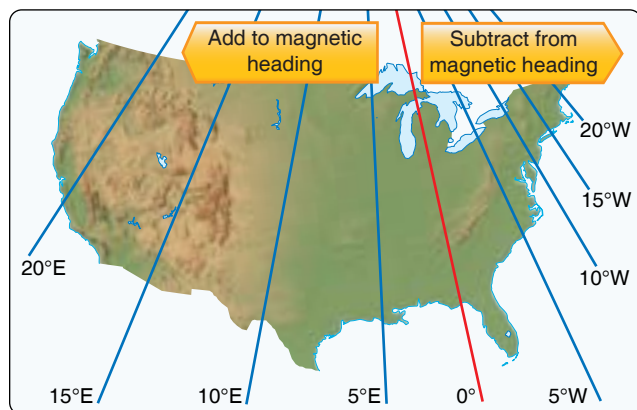 Add to magnetic
heading
Subtract from
magnetic heading
20°W
15°W
20°E
10°W
15°E
10°E
5°E
0°
5°W